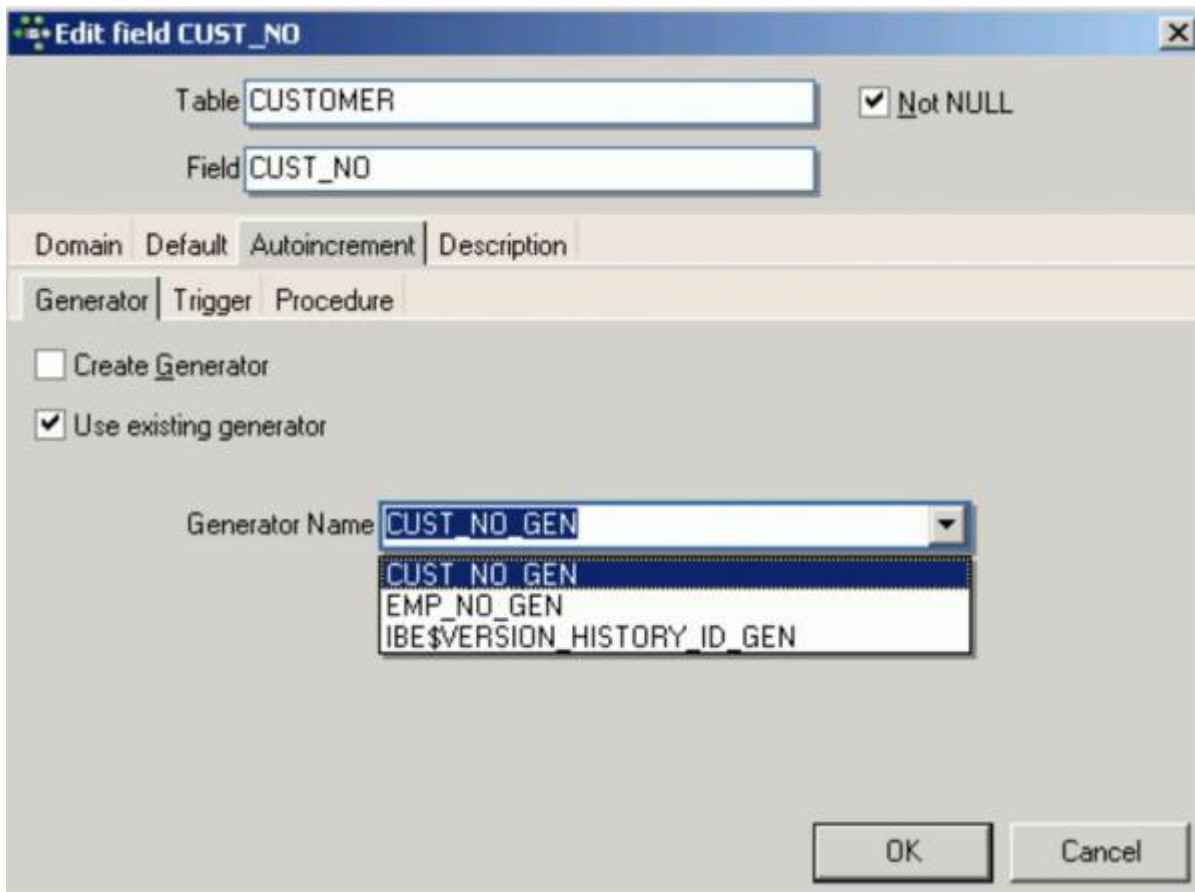 Edit field CUST_NO
Table CUSTOMER Not NULL
Field CUST_NO
Domain Default Autoincrement Description
Generator Trigger Procedure
Create Generator
Use existing generator
Generator Name CUST_NO_GEN
CUST_NO_GEN
EMP_NO_GEN
IBE$VERSION_HISTORY_ID_GEN
OK Cancel